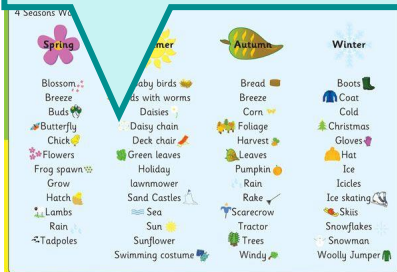 4 Seasons Wo
Spring
mer
Autumn
Winter
Blossom
Breeze
Buds
Butterfly
Chick
Flowers
Frog spawn
Grow
Hatch
Lambs
Rain
Tadpoles
aby birds
ds with worms
Daisies
Daisy chain
Deck chair
Green leaves
Holiday
lawnmower
Sand Castles
Sea
Sun
Sunflower
Swimming costume
Bread
Breeze
Corn
Foliage
Harvest
Leaves
Pumpkin
Rain
Rake
Scarecrow
Tractor
Trees
Windy
Boots
Coat
Cold
Christmas
Gloves
Hat
Ice
Icicles
Ice skating
Skiis
Snowflakes
Snowman
Woolly Jumper